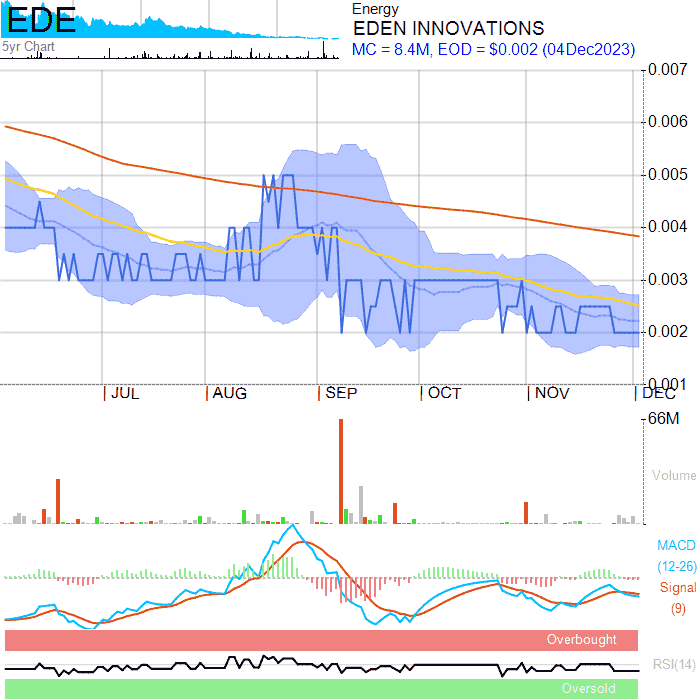 EDE
5yr Chart
Energy
EDEN INNOVATIONS
MC = 8.4M, EOD = $0.002 (04Dec2023)
0.007
0.006
0.005
0.004
0.003
0.002
0.001
JUL AUG SEP OCT NOV DEC
66M
Volume
MACD
(12-26)
Signal
(9)
Overbought
RSI(14)
Oversold